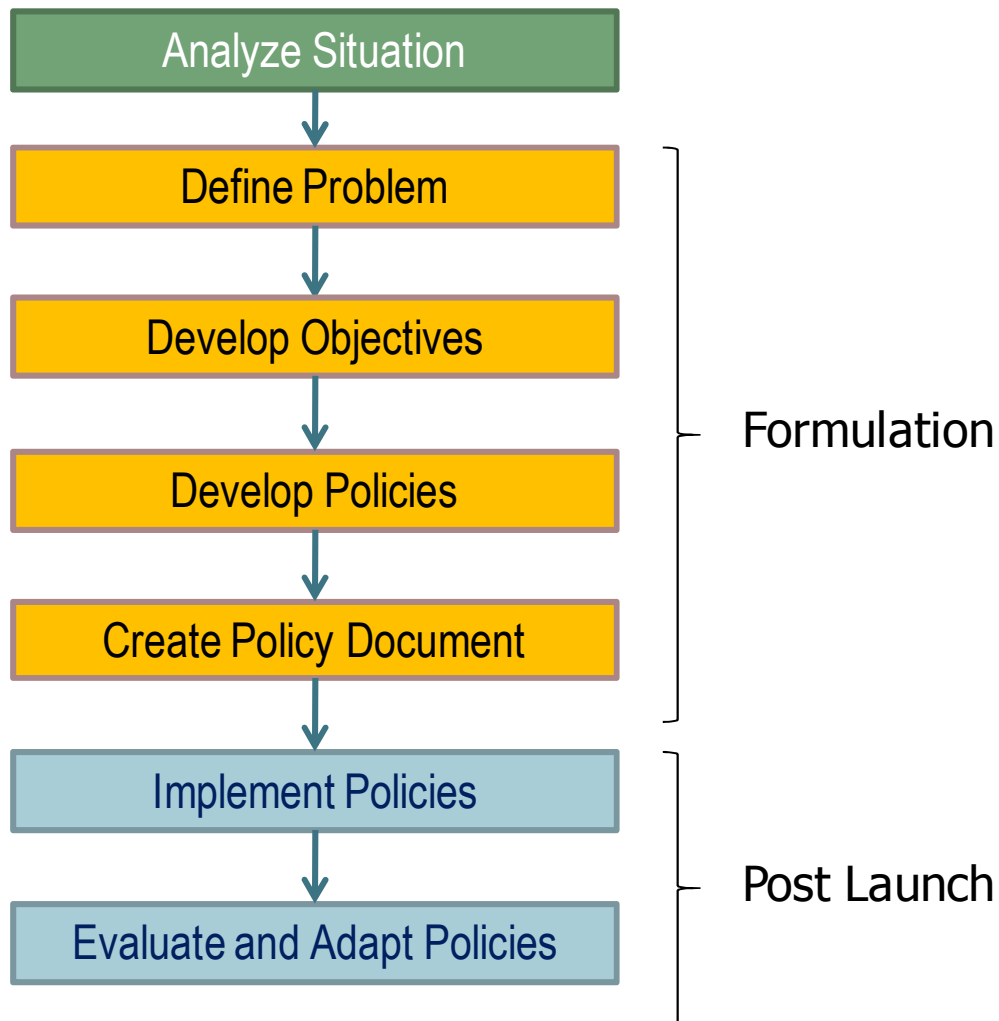 Analyze Situation
Define Problem
Develop Objectives
Develop Policies
Create Policy Document
Formulation
Implement Policies
Evaluate and Adapt Policies
Post Launch